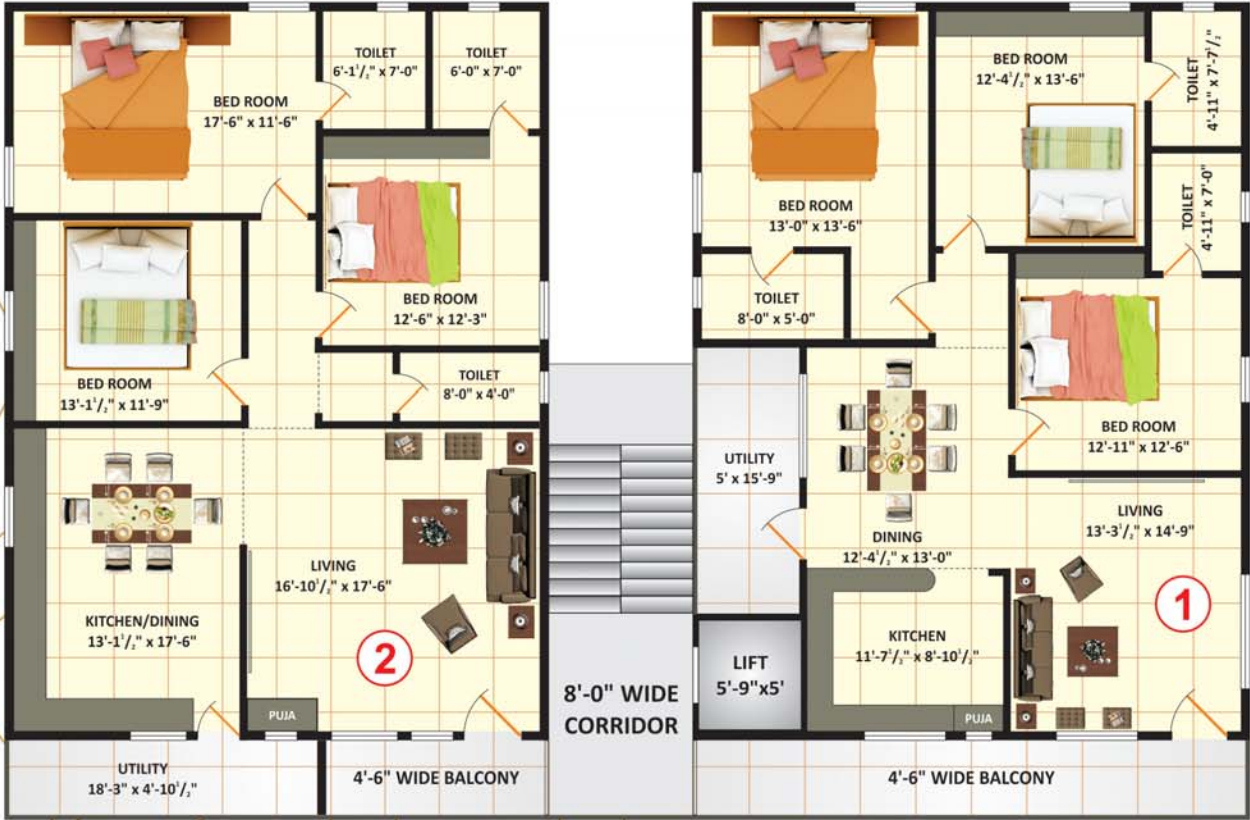 TOILET
6'-1¹/₂" x 7'-0"
TOILET
6'-0" x 7'-0"
BED ROOM
17'-6" x 11'-6"
BED ROOM
12'-6" x 12'-3"
BED ROOM
13'-1¹/₂" x 11'-9"
TOILET
8'-0" x 4'-0"
LIVING
16'-10¹/₂" x 17'-6"
KITCHEN/DINING
13'-1¹/₂" x 17'-6"
2
PUJA
UTILITY
18'-3" x 4'-10¹/₂"
4'-6" WIDE BALCONY
8'-0" WIDE
CORRIDOR
BED ROOM
12'-4¹/₂" x 13'-6"
TOILET
4'-11" x 7'-7¹/₂"
TOILET
4'-11" x 7'-0"
BED ROOM
13'-0" x 13'-6"
TOILET
8'-0" x 5'-0"
BED ROOM
12'-11" x 12'-6"
UTILITY
5' x 15'-9"
DINING
12'-4¹/₂" x 13'-0"
LIVING
13'-3¹/₂" x 14'-9"
1
KITCHEN
11'-7¹/₂" x 8'-10¹/₂"
LIFT
5'-9"x5'
PUJA
4'-6" WIDE BALCONY